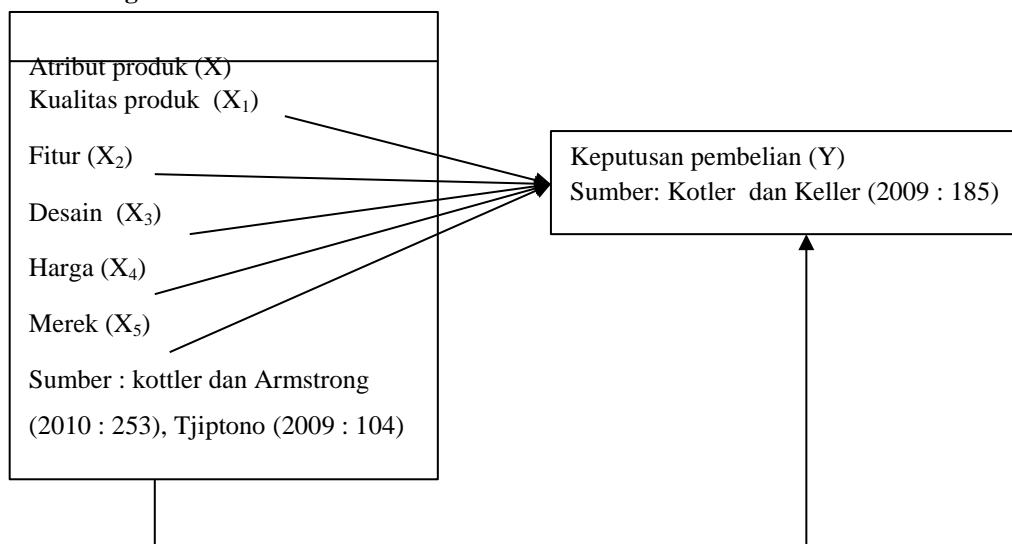 Atribut produk (X)
Kualitas produk (X₁)
Fitur (X₂)
Desain (X₃)
Harga (X₄)
Merek (X₅)
Sumber : kottler dan Armstrong
(2010 : 253), Tjiptono (2009 : 104)
Keputusan pembelian (Y)
Sumber: Kotler dan Keller (2009 : 185)